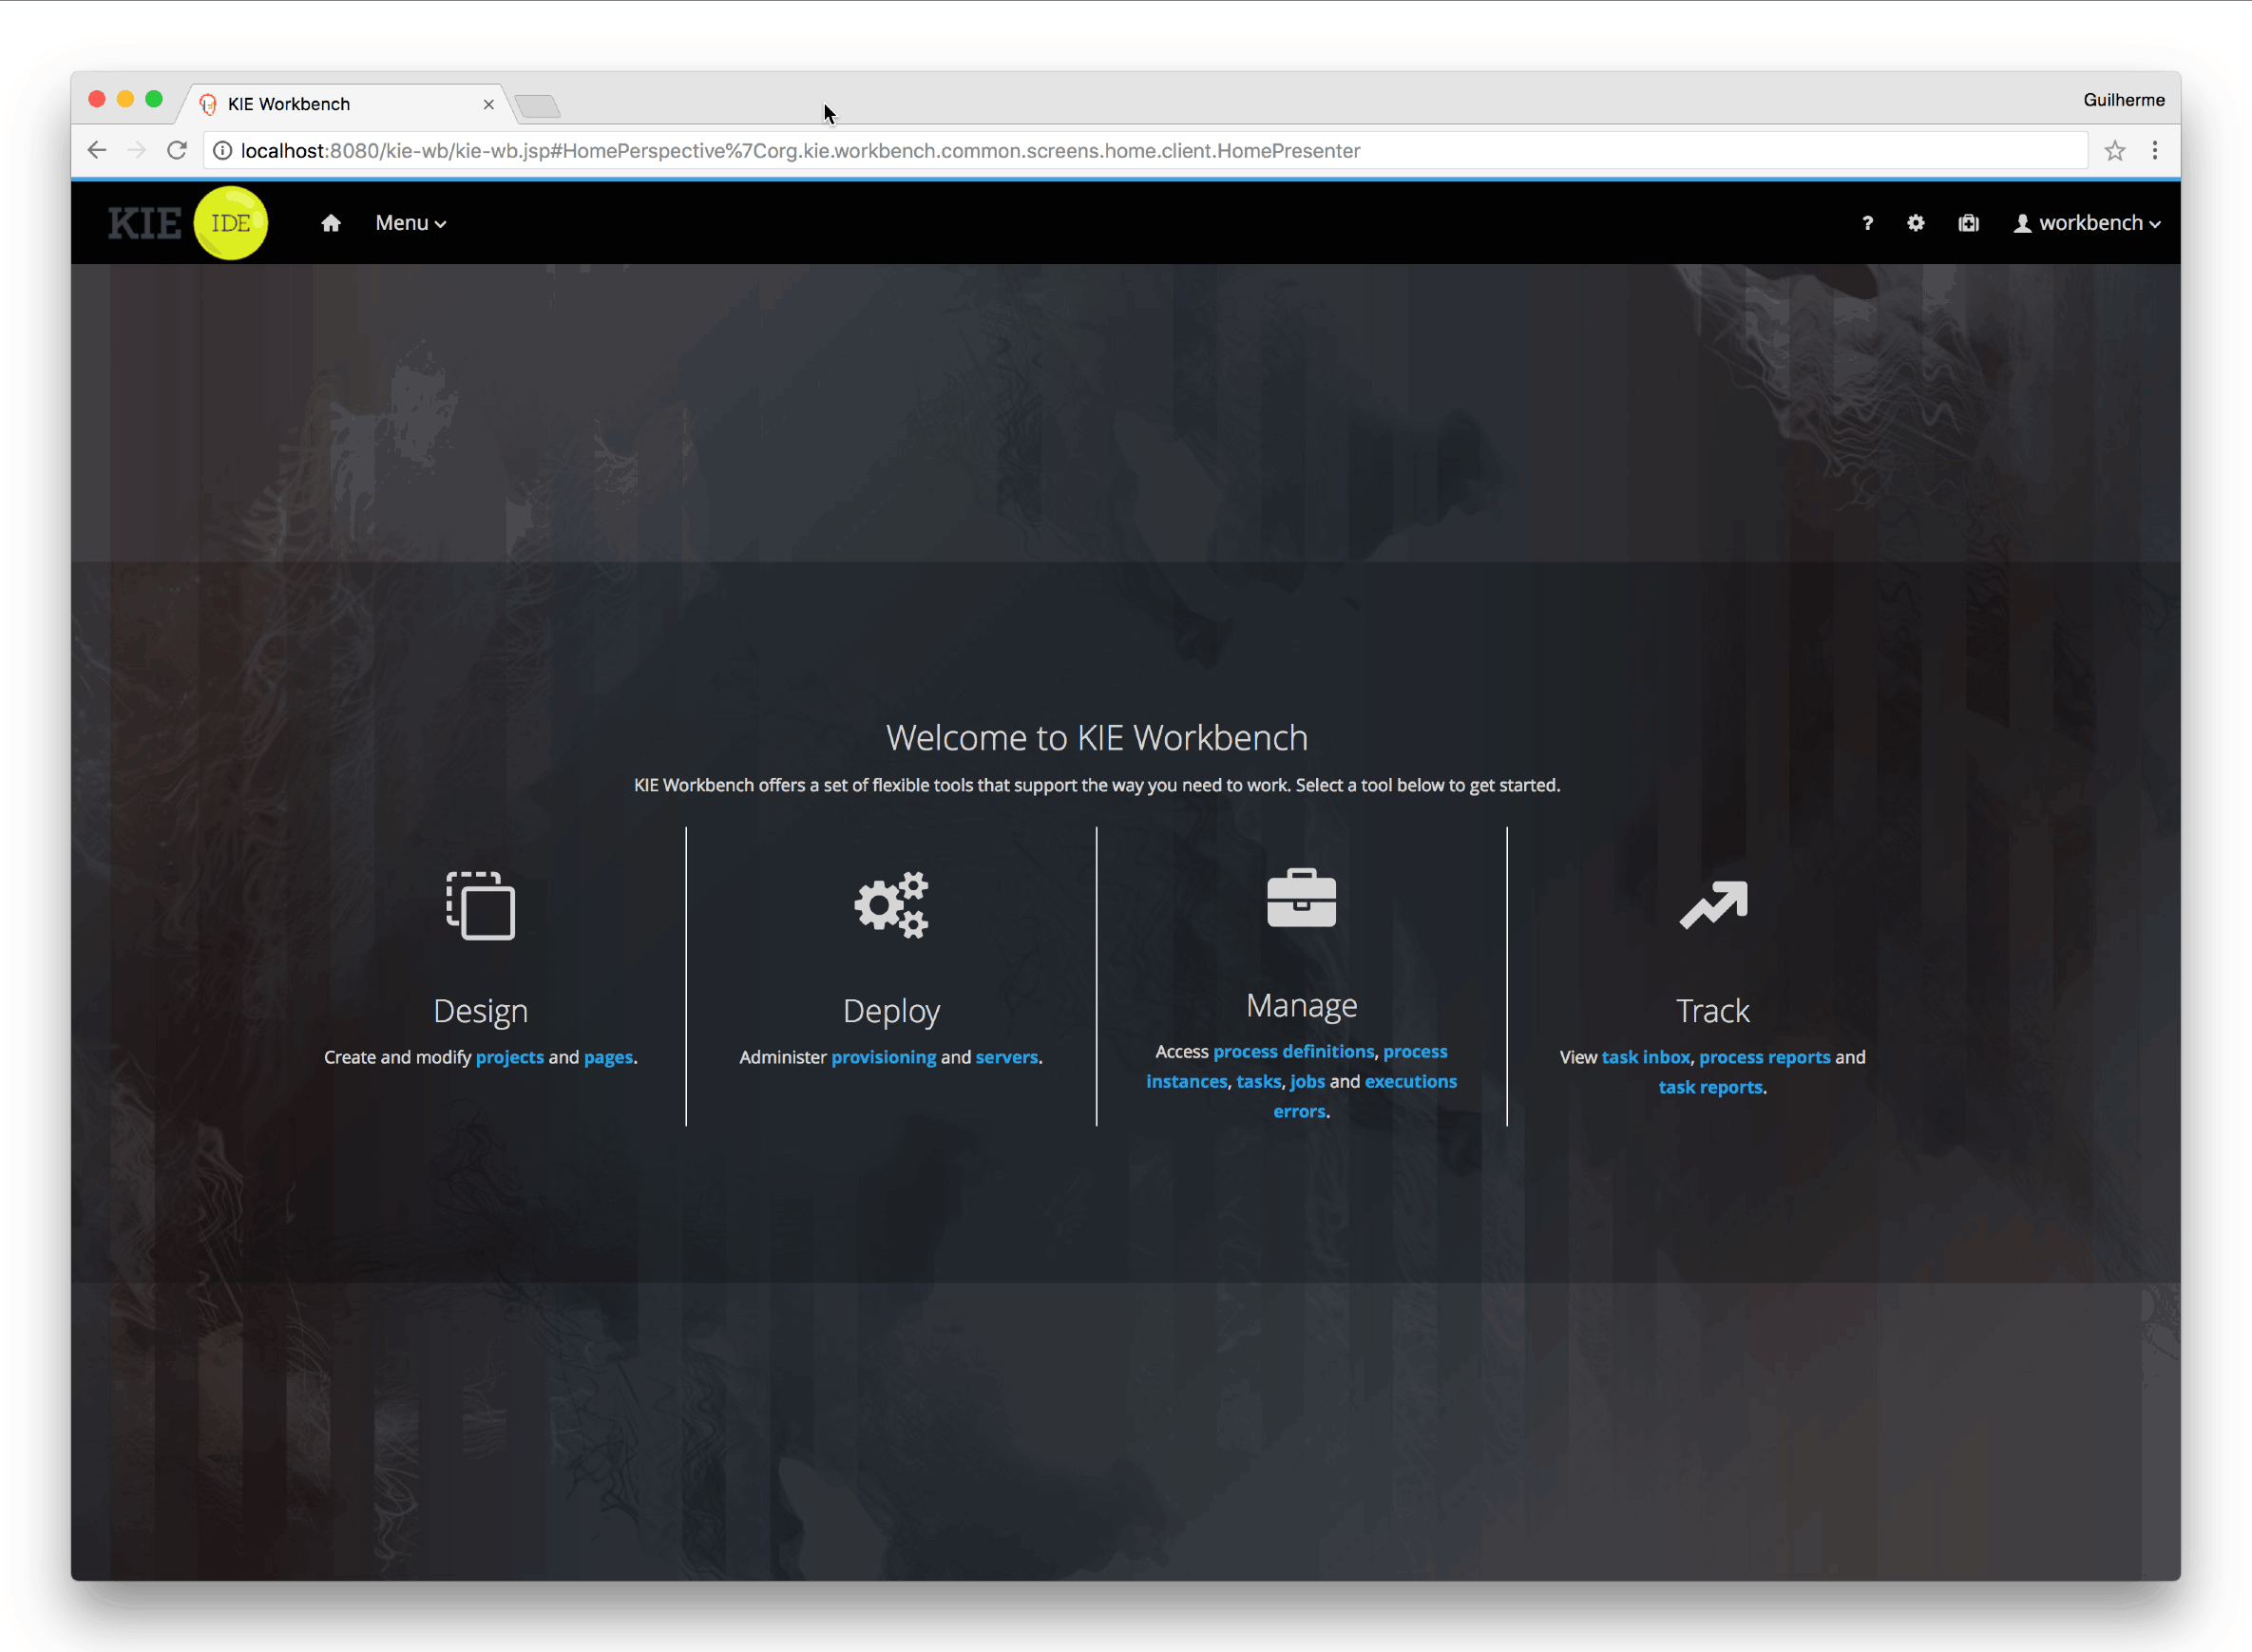 KIE Workbench
Guilherme
localhost:8080/kie-wb/kie-wb.jsp#HomePerspective%7Corg.kie.workbench.common.screens.home.client.HomePresenter
KIE IDE Menu ? workbench
Welcome to KIE Workbench
KIE Workbench offers a set of flexible tools that support the way you need to work. Select a tool below to get started.
Design
Create and modify projects and pages.
Deploy
Administer provisioning and servers.
Manage
Access process definitions, process
instances, tasks, jobs and executions
errors.
Track
View task inbox, process reports and
task reports.